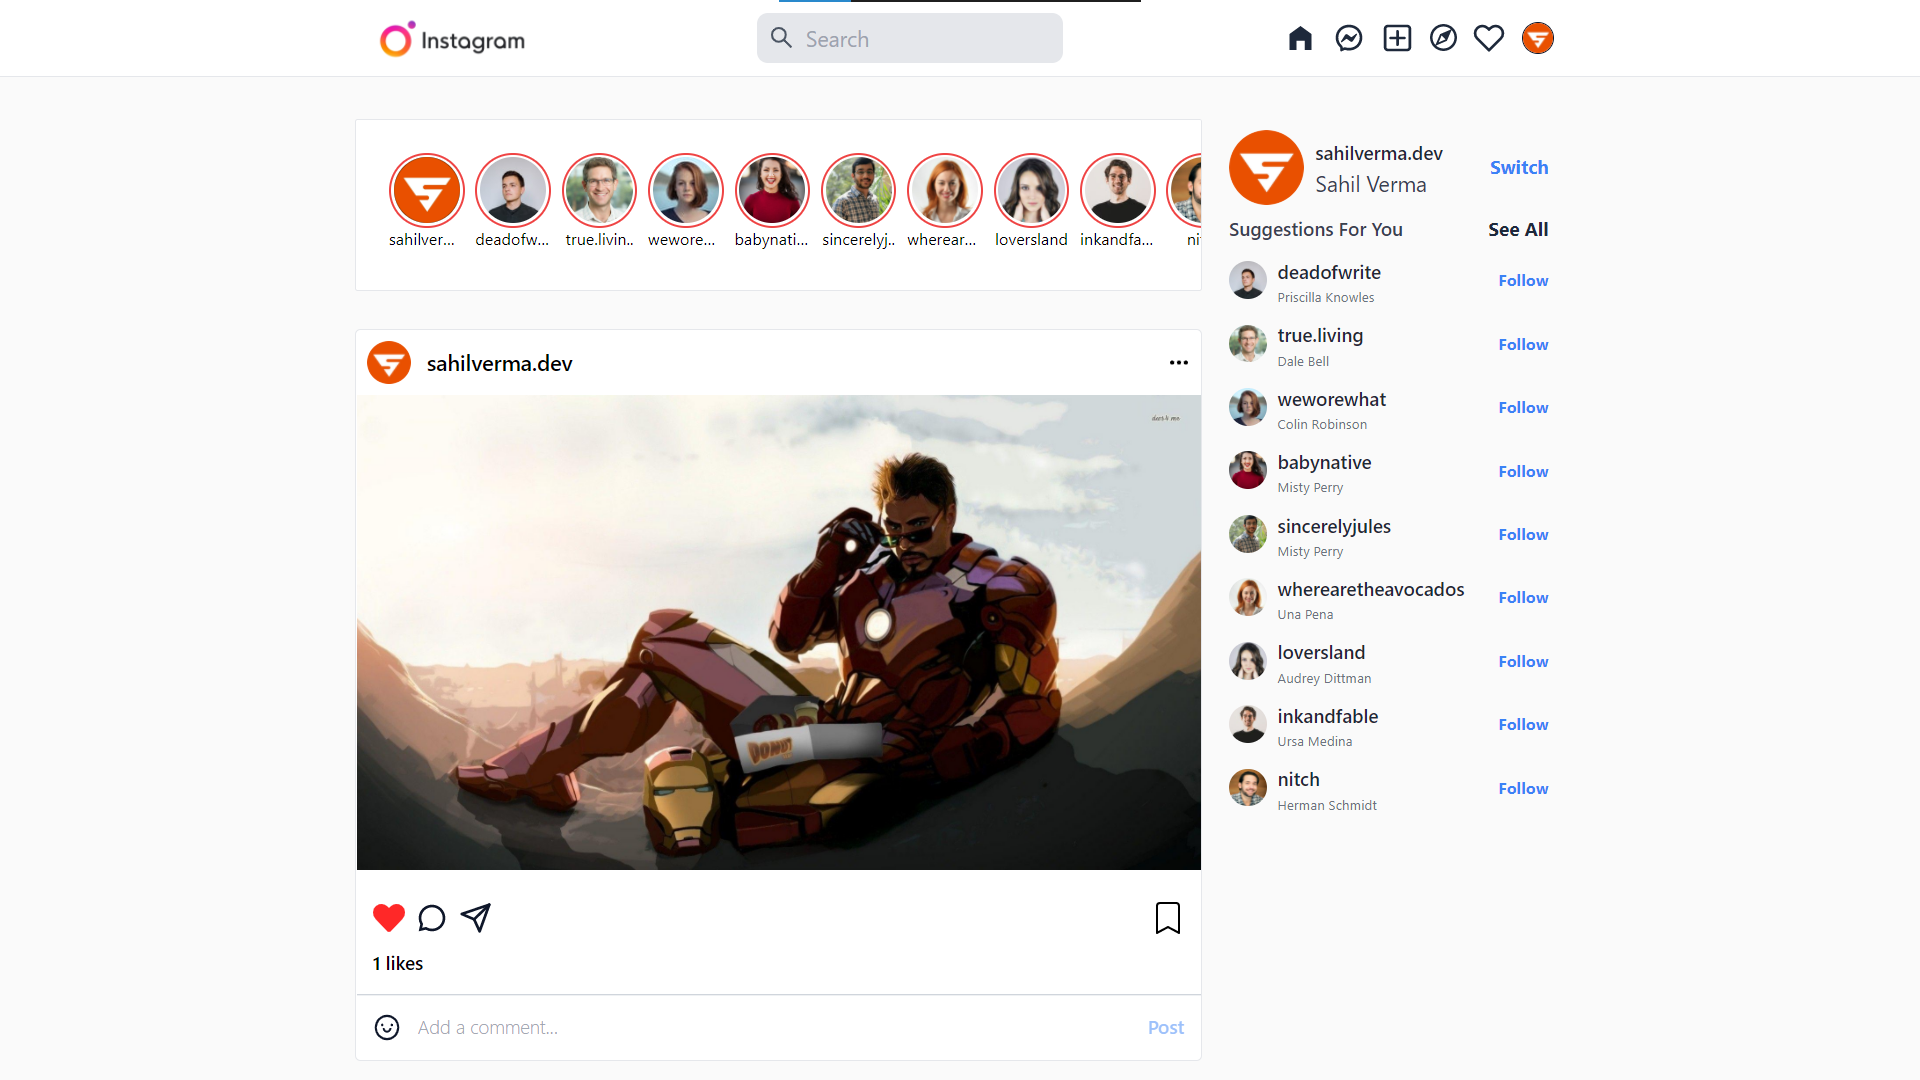 Instagram
Search
sahilver...
deadofw...
true.livin..
wewore...
babynati...
sincerelyj..
wherear...
loversland
inkandfa...
sahilverma.dev
Sahil Verma
Switch
Suggestions For You
See All
deadofwrite
Priscilla Knowles
Follow
true.living
Dale Bell
Follow
weworewhat
Colin Robinson
Follow
babynative
Misty Perry
Follow
sincerelyjules
Misty Perry
Follow
wherearetheavocados
Una Pena
Follow
loversland
Audrey Dittman
Follow
inkandfable
Ursa Medina
Follow
nitch
Herman Schmidt
Follow
sahilverma.dev
DONUT
1 likes
Add a comment...
Post